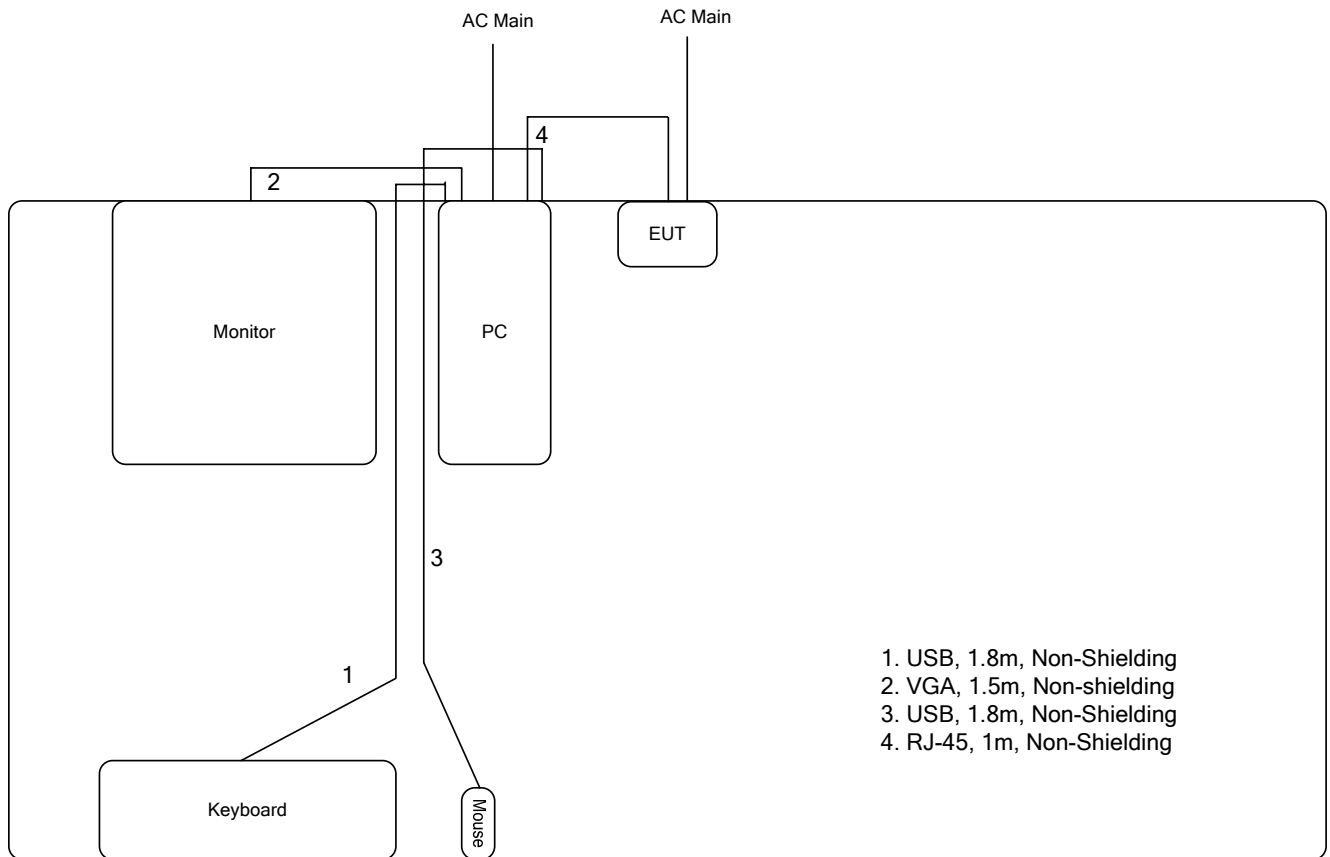 AC Main
AC Main
4
2
EUT
Monitor
PC
3
1
1. USB, 1.8m, Non-Shielding
2. VGA, 1.5m, Non-shielding
3. USB, 1.8m, Non-Shielding
4. RJ-45, 1m, Non-Shielding
Keyboard
Mouse